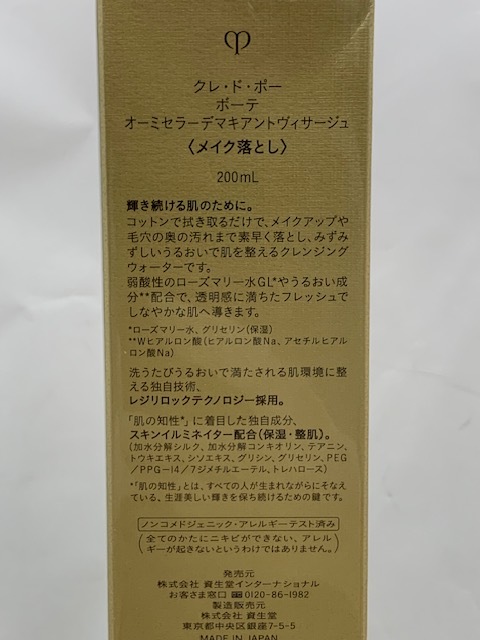 クレ・ド・ポー
ボーテ
オーミセラーデマキアントヴィサージュ
〈メイク落とし〉
200mL
輝き続ける肌のために。
コットンで拭き取るだけで、メイクアップや
毛穴の奥の汚れまで素早く落とし、みずみ
ずしいうるおいで肌を整えるクレンジング
ウォーターです。
弱酸性のローズマリー水GL*やうるおい成
分**配合で、透明感に満ちたフレッシュで
しなやかな肌へ導きます。
*ローズマリー水、グリセリン(保湿)
**Wヒアルロン酸(ヒアルロン酸Na、アセチルヒアル
ロン酸Na)
洗うたびうるおいで満たされる肌環境に整
える独自技術、
レジリロックテクノロジー採用。
「肌の知性*」に着目した独自成分、
スキンイルミネイター配合(保湿・整肌)。
(加水分解シルク、加水分解コンキオリン、テアニン、
トウキエキス、シソエキス、グリシン、グリセリン、PEG
/PPG-14/7ジメチルエーテル、トレハロース)
*「肌の知性」とは、すべての人が生まれながらにそなえ
ている、生涯美しい輝きを保ち続けるための鍵です。
ノンコメドジェニック・アレルギーテスト済み
(全てのかたにニキビができない、アレル
ギーが起きないというわけではありません。)
発売元
株式会社 資生堂インターナショナル
お客さま窓口 0120-86-1982
製造販売元
株式会社 資生堂
東京都中央区銀座7-5-5
MADE IN JAPAN